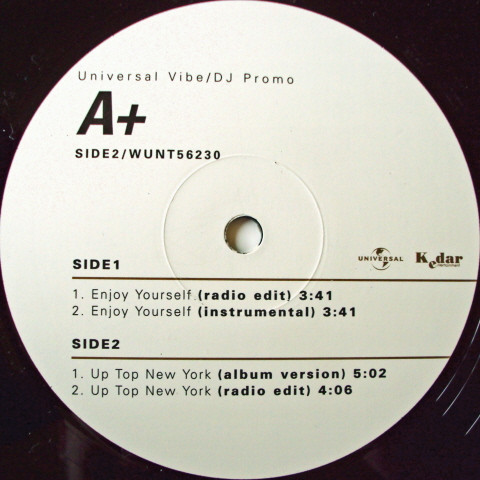 Universal Vibe/DJ Promo
A+
SIDE2/WUNT56230
SIDE1
UNIVERSAL
Kedar
1. Enjoy Yourself (radio edit) 3:41
2. Enjoy Yourself (instrumental) 3:41
SIDE2
1. Up Top New York (album version) 5:02
2. Up Top New York (radio edit) 4:06